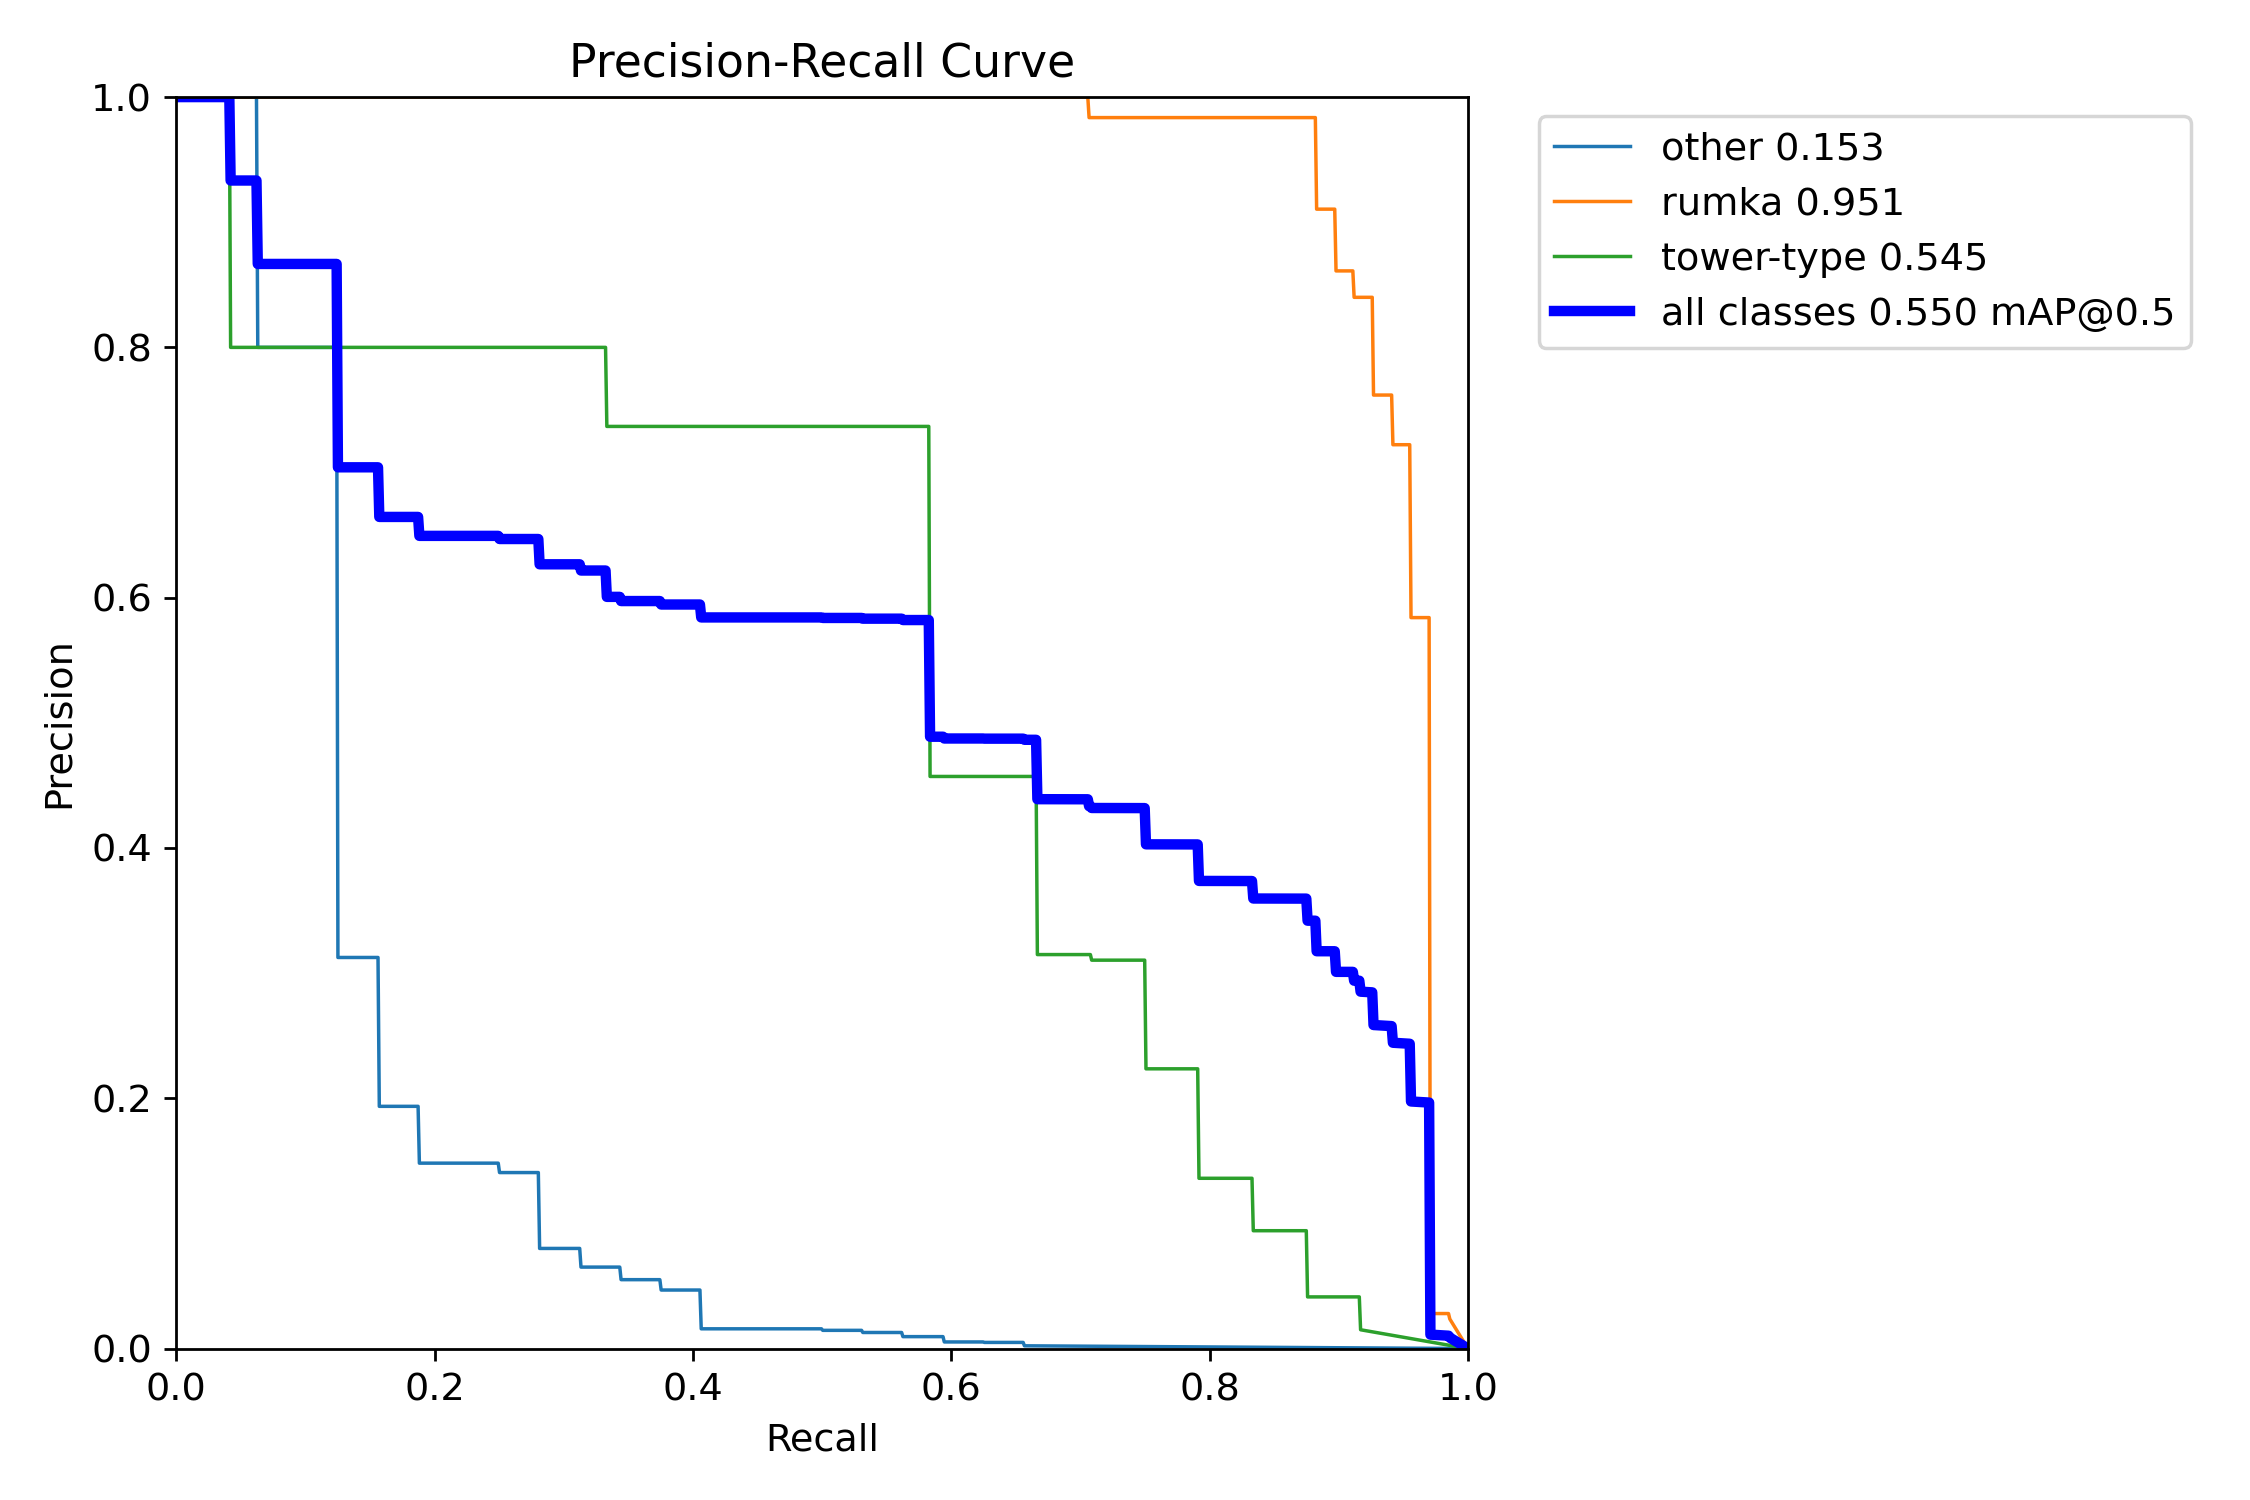 Precision-Recall Curve
1.0
0.8
0.6
0.4
0.2
0.0
Precision
0.0 0.2 0.4 0.6 0.8 1.0
Recall
other 0.153
rumka 0.951
tower-type 0.545
all classes 0.550 mAP@0.5